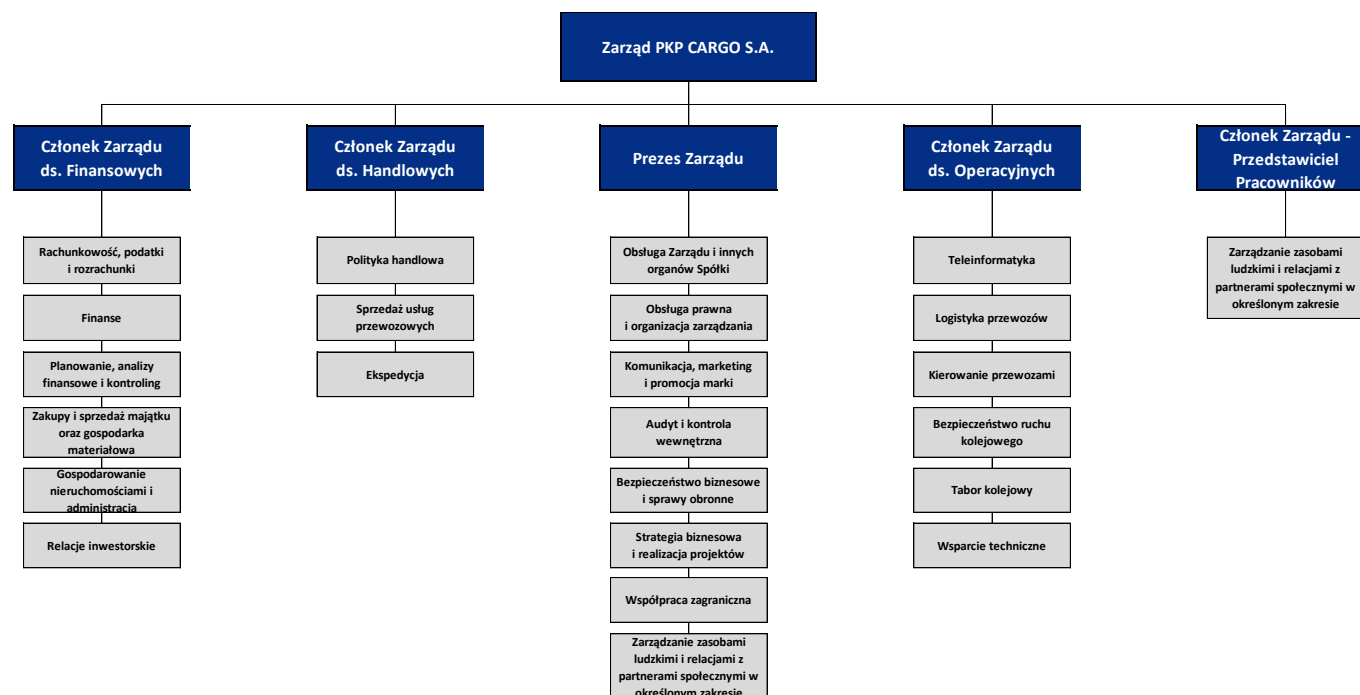 Zarząd PKP CARGO S.A.
Członek Zarządu
ds. Finansowych
Rachunkowość, podatki
i rozrachunki
Finanse
Planowanie, analizy
finansowe i kontroling
Zakupy i sprzedaż majątku
oraz gospodarka
materiałowa
Gospodarowanie
nieruchomościami i
administracja
Relacje inwestorskie
Członek Zarządu
ds. Handlowych
Polityka handlowa
Sprzedaż usług
przewozowych
Ekspedycja
Prezes Zarządu
Obsługa Zarządu i innych
organów Spółki
Obsługa prawna
i organizacja zarządzania
Komunikacja, marketing
i promocja marki
Audyt i kontrola
wewnętrzna
Bezpieczeństwo biznesowe
i sprawy obronne
Strategia biznesowa
i realizacja projektów
Współpraca zagraniczna
Zarządzanie zasobami
ludzkimi i relacjami z
partnerami społecznymi w
określonym zakresie
Członek Zarządu
ds. Operacyjnych
Teleinformatyka
Logistyka przewozów
Kierowanie przewozami
Bezpieczeństwo ruchu
kolejowego
Tabor kolejowy
Wsparcie techniczne
Członek Zarządu -
Przedstawiciel
Pracowników
Zarządzanie zasobami
ludzkimi i relacjami z
partnerami społecznymi w
określonym zakresie